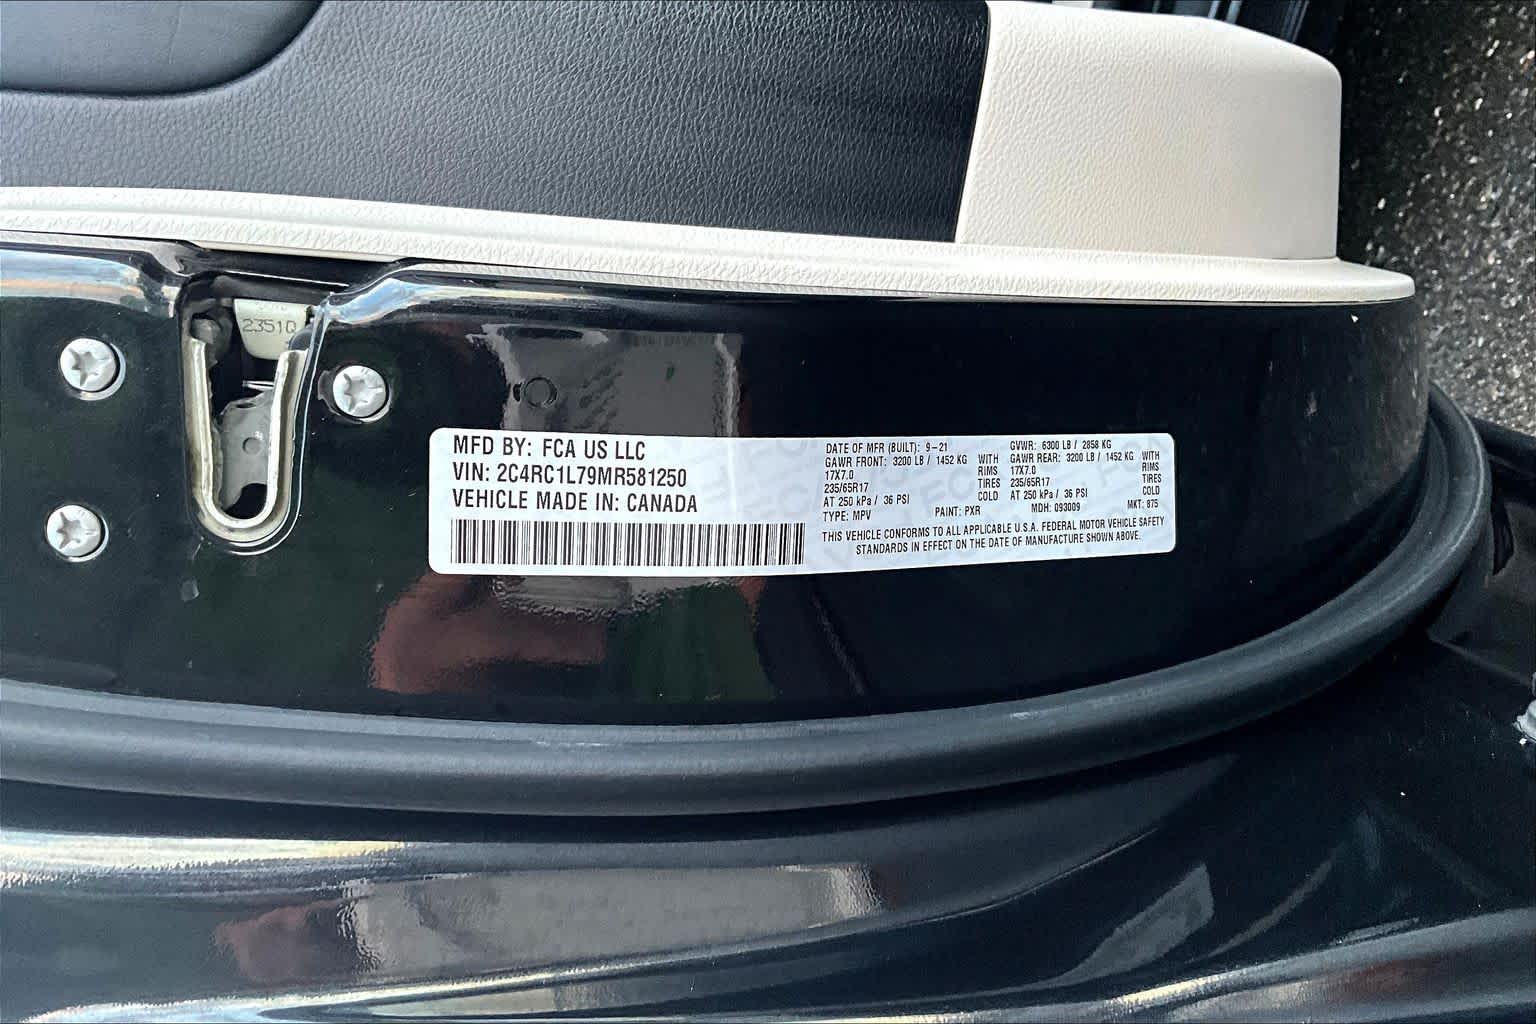 2351Q
MFD BY: FCA US LLC
VIN: 2C4RC1L79MR581250
VEHICLE MADE IN: CANADA
DATE OF MFR (BUILT): 9-21
GAWR FRONT: 3200 LB / 1452 KG WITH
17X7.0 RIMS
235/65R17 TIRES
AT 250 kPa / 36 PSI COLD
TYPE: MPV
GVWR: 6300 LB / 2858 KG
GAWR REAR: 3200 LB / 1452 KG WITH
17X7.0 RIMS
235/65R17 TIRES
AT 250 kPa / 36 PSI COLD
PAINT: PXR MDH: 093009 MKT: 875
THIS VEHICLE CONFORMS TO ALL APPLICABLE U.S.A. FEDERAL MOTOR VEHICLE SAFETY
STANDARDS IN EFFECT ON THE DATE OF MANUFACTURE SHOWN ABOVE.